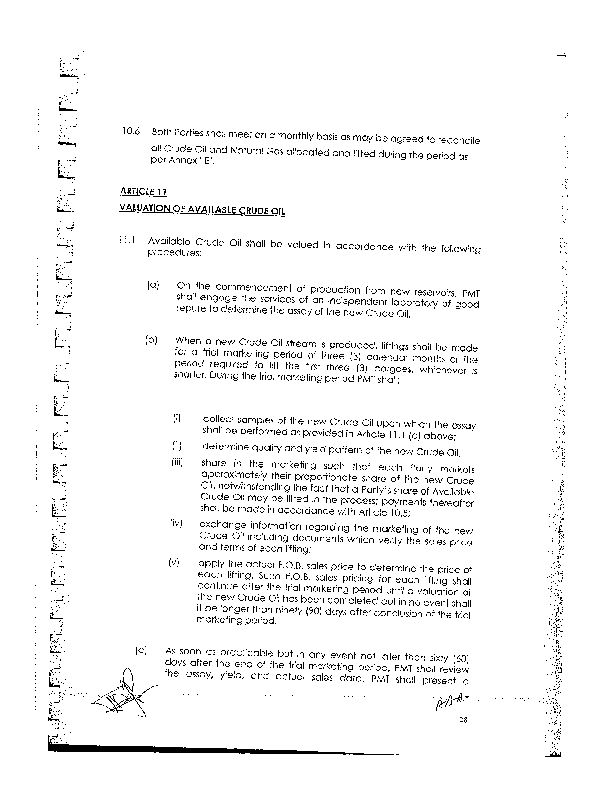 10.6 Both Parties shall meet on a monthly basis as may be agreed to reconcile
all Crude Oil and Natural Gas allocated and lifted during the period as
per Annex "E".
ARTICLE 11
VALUATION OF AVAILABLE CRUDE OIL
11.1 Available Crude Oil shall be valued in accordance with the following
procedures:
(a) On the commencement of production from new reservoirs, PMT
shall engage the services of an independent laboratory of good
repute to determine the assay of the new Crude Oil.
(b) When a new Crude Oil stream is produced, liftings shall be made
for a trial marketing period of three (3) calendar months or the
period required to lift the first three (3) cargoes, whichever is
shorter. During the trial marketing period PMT shall:
(i) collect samples of the new Crude Oil upon which the assay
shall be performed as provided in Article 11.1 (a) above;
(ii) determine quality and yield pattern of the new Crude Oil;
(iii) share in the marketing such that each Party markets
approximately their proportionate share of the new Crude
Oil, notwithstanding the fact that a Party's share of Available
Crude Oil may be lifted in the process; payments thereafter
shall be made in accordance with Article 10.5;
(iv) exchange information regarding the marketing of the new
Crude Oil including documents which verify the sales price
and terms of each lifting;
(v) apply the actual F.O.B. sales price to determine the price of
each lifting. Such F.O.B. sales pricing for each lifting shall
continue after the trial marketing period until a valuation of
the new Crude Oil has been completed but in no event shall
it be longer than ninety (90) days after conclusion of the trial
marketing period.
(c) As soon as practicable but in any event not later than sixty (60)
days after the end of the trial marketing period, PMT shall review
the assay, yield, and actual sales data. PMT shall present a
28